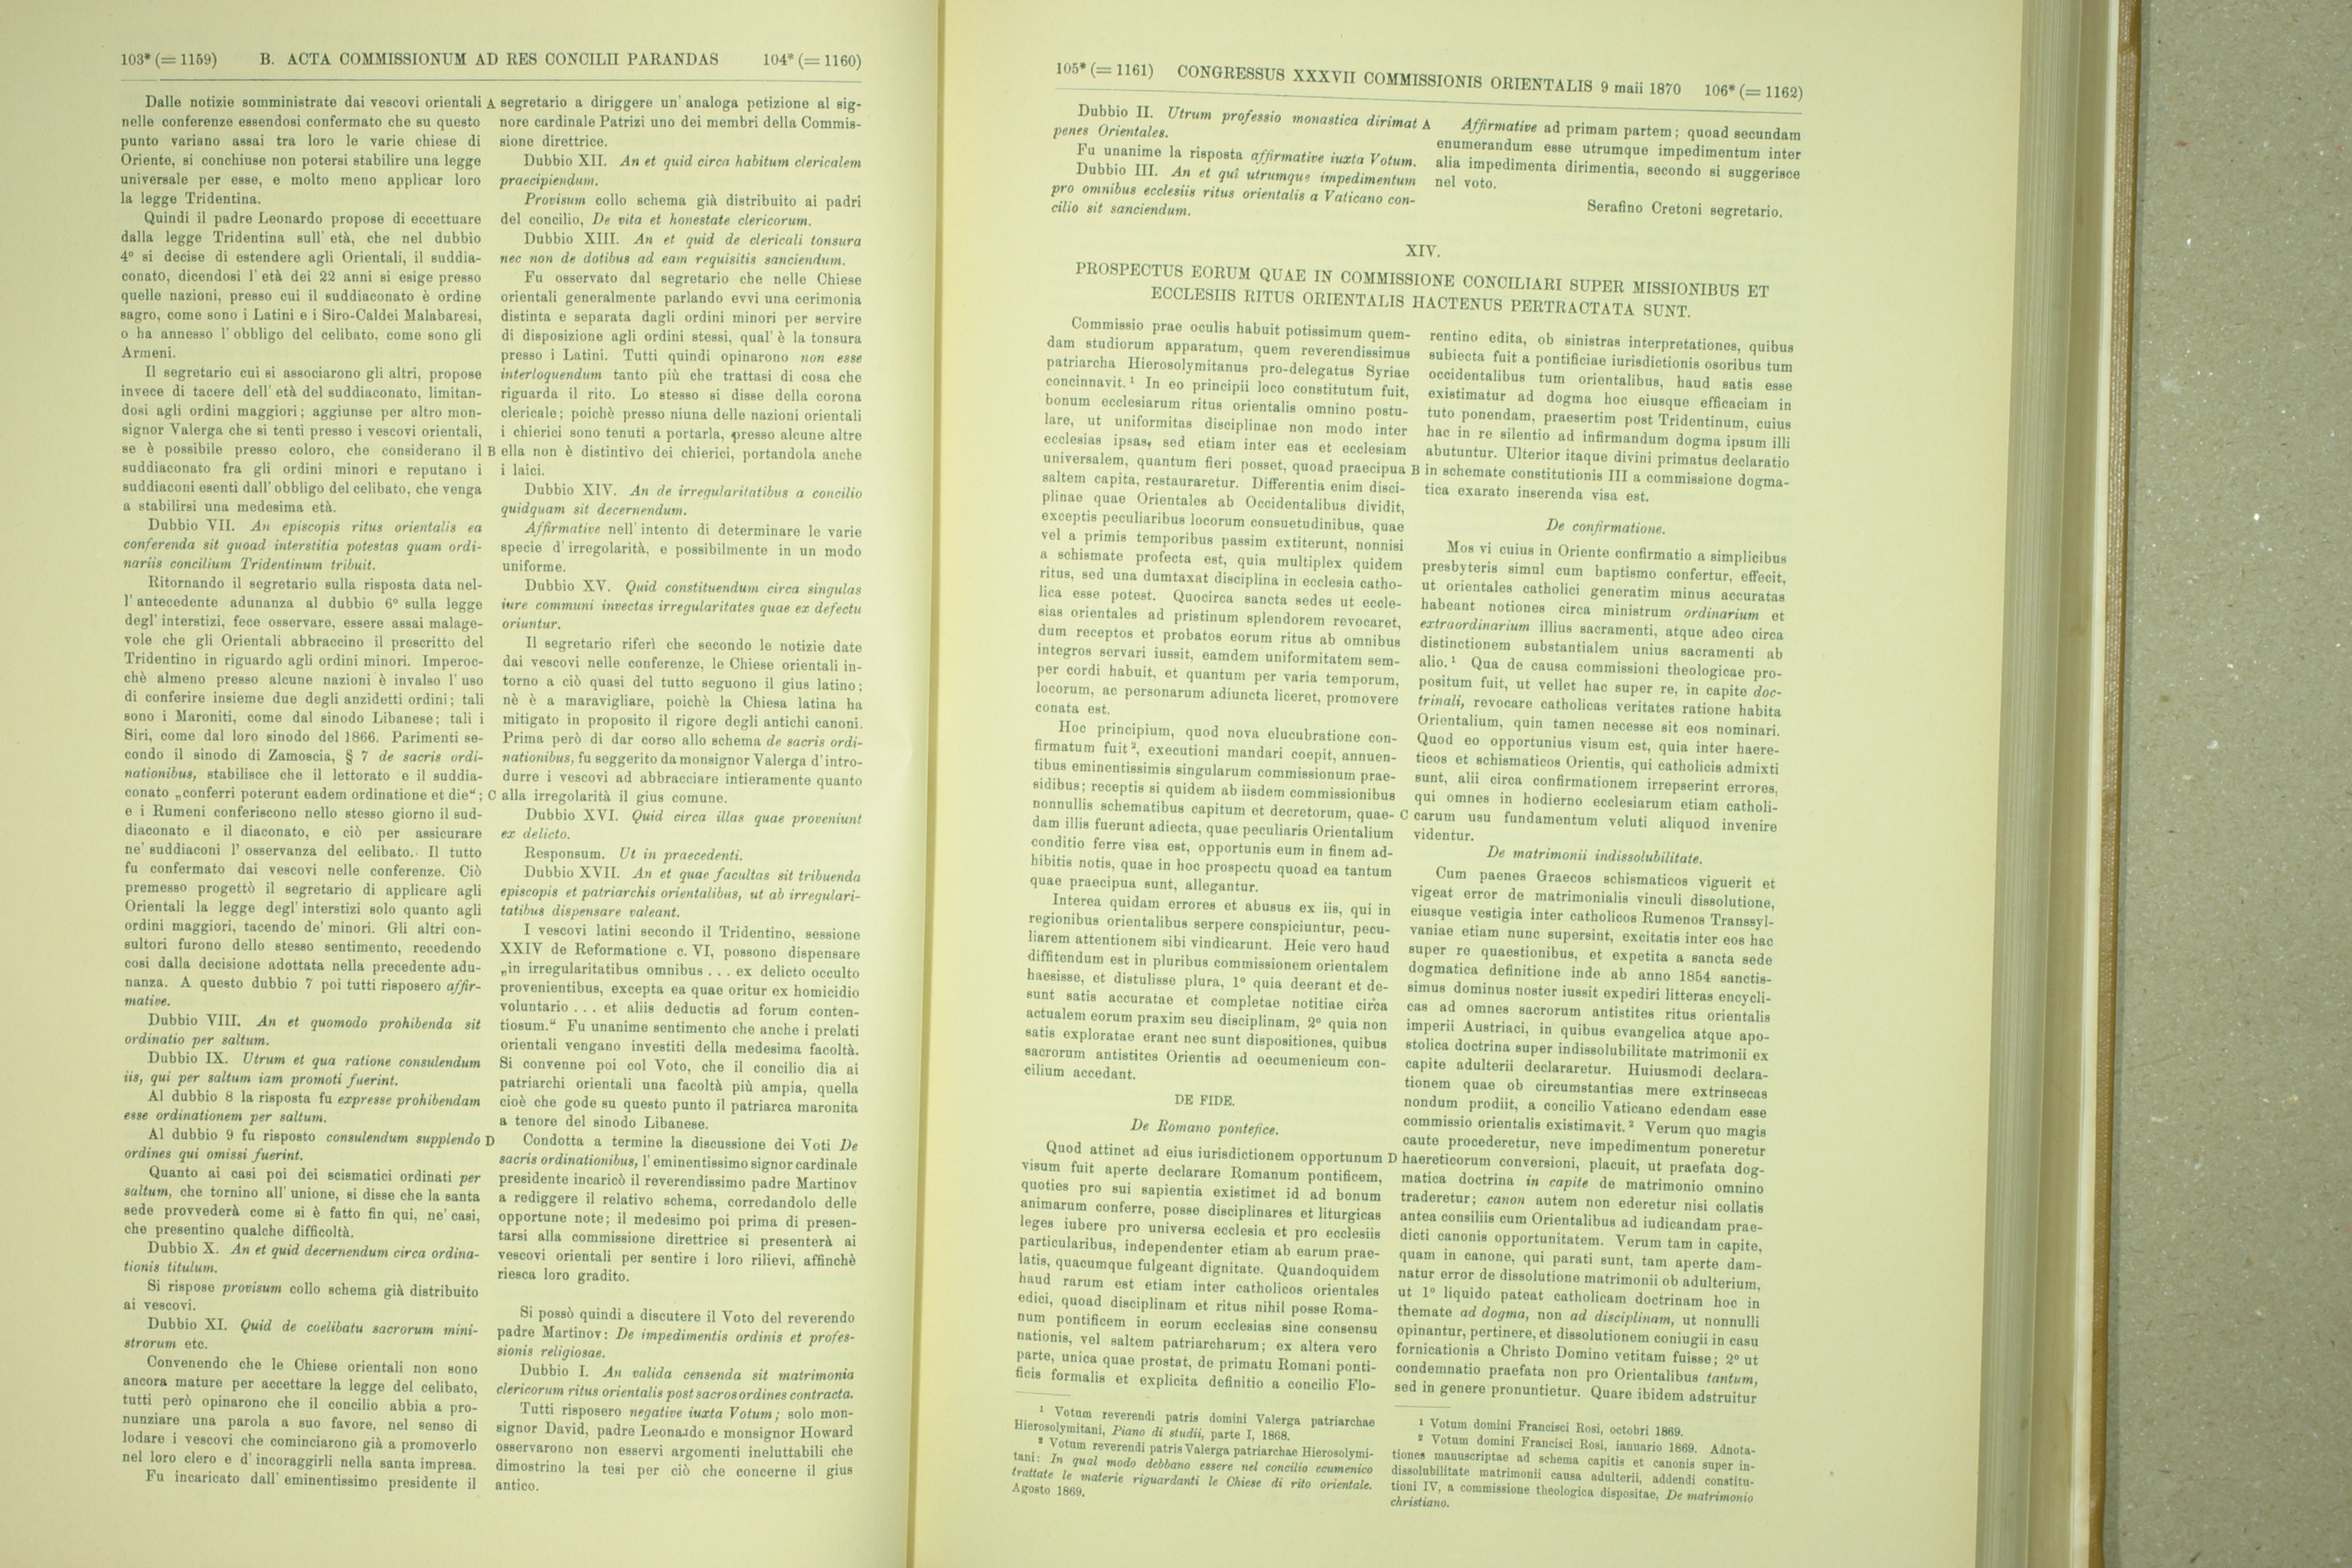 103* (= 1159) B. ACTA COMMISSIONUM AD RES CONCILII PARANDAS 104* (= 1160)
Dalle notizie somministrate dai vescovi orientali
nelle conferenze essendosi confermato che su questo
punto variano assai tra loro le varie chiese di
Oriente, si conchiuse non potersi stabilire una legge
universale per esse, e molto meno applicar loro
la legge Tridentina.
Quindi il padre Leonardo propose di eccettuare
dalla legge Tridentina sull' età, che nel dubbio
4° si decise di estendere agli Orientali, il suddia-
conato, dicendosi l' età dei 22 anni si esige presso
quelle nazioni, presso cui il suddiaconato è ordine
sagro, come sono i Latini e i Siro-Caldei Malabaresi,
o ha annesso l' obbligo del celibato, come sono gli
Armeni.
Il segretario cui si associarono gli altri, propose
invece di tacere dell' età del suddiaconato, limitan-
dosi agli ordini maggiori; aggiunse per altro mon-
signor Valerga che si tenti presso i vescovi orientali,
se è possibile presso coloro, che considerano il
suddiaconato fra gli ordini minori e reputano i
suddiaconi esenti dall' obbligo del celibato, che venga
a stabilirsi una medesima età.
Dubbio VII. An episcopis ritus orientalis ea
conferenda sit quoad interstitia potestas quam ordi-
nariis concilium Tridentinum tribuit.
Ritornando il segretario sulla risposta data nel-
l' antecedente adunanza al dubbio 6° sulla legge
degl' interstizi, fece osservare, essere assai malage-
vole che gli Orientali abbraccino il prescritto del
Tridentino in riguardo agli ordini minori. Imperoc-
chè almeno presso alcune nazioni è invalso l' uso
di conferire insieme due degli anzidetti ordini; tali
sono i Maroniti, come dal sinodo Libanese; tali i
Siri, come dal loro sinodo del 1866. Parimenti se-
condo il sinodo di Zamoscia, § 7 de sacris ordi-
nationibus, stabilisce che il lettorato e il suddia-
conato „conferri poterunt eadem ordinatione et die“;
e i Rumeni conferiscono nello stesso giorno il sud-
diaconato e il diaconato, e ciò per assicurare
ne' suddiaconi l' osservanza del celibato. Il tutto
fu confermato dai vescovi nelle conferenze. Ciò
premesso progettò il segretario di applicare agli
Orientali la legge degl' interstizi solo quanto agli
ordini maggiori, tacendo de' minori. Gli altri con-
sultori furono dello stesso sentimento, recedendo
così dalla decisione adottata nella precedente adu-
nanza. A questo dubbio 7 poi tutti risposero affir-
mative.
Dubbio VIII. An et quomodo prohibenda sit
ordinatio per saltum.
Dubbio IX. Utrum et qua ratione consulendum
iis, qui per saltum iam promoti fuerint.
Al dubbio 8 la risposta fu expresse prohibendam
esse ordinationem per saltum.
Al dubbio 9 fu risposto consulendum supplendo
ordines qui omissi fuerint.
Quanto ai casi poi dei scismatici ordinati per
saltum, che tornino all' unione, si disse che la santa
sede provvederà come si è fatto fin qui, ne' casi,
che presentino qualche difficoltà.
Dubbio X. An et quid decernendum circa ordina-
tionis titulum.
Si rispose provisum collo schema già distribuito
ai vescovi.
Dubbio XI. Quid de coelibatu sacrorum mini-
strorum etc.
Convenendo che le Chiese orientali non sono
ancora mature per accettare la legge del celibato,
tutti però opinarono che il concilio abbia a pro-
nunziare una parola a suo favore, nel senso di
lodare i vescovi che cominciarono già a promoverlo
nel loro clero e d' incoraggirli nella santa impresa.
Fu incaricato dall' eminentissimo presidente il
A
B
C
D
segretario a diriggere un' analoga petizione al sig-
nore cardinale Patrizi uno dei membri della Commis-
sione direttrice.
Dubbio XII. An et quid circa habitum clericalem
praecipiendum.
Provisum collo schema già distribuito ai padri
del concilio, De vita et honestate clericorum.
Dubbio XIII. An et quid de clericali tonsura
nec non de dotibus ad eam requisitis sanciendum.
Fu osservato dal segretario che nelle Chiese
orientali generalmente parlando evvi una cerimonia
distinta e separata dagli ordini minori per servire
di disposizione agli ordini stessi, qual' è la tonsura
presso i Latini. Tutti quindi opinarono non esse
interloquendum tanto più che trattasi di cosa che
riguarda il rito. Lo stesso si disse della corona
clericale; poichè presso niuna delle nazioni orientali
i chierici sono tenuti a portarla, presso alcune altre
ella non è distintivo dei chierici, portandola anche
i laici.
Dubbio XIV. An de irregularitatibus a concilio
quidquam sit decernendum.
Affirmative nell' intento di determinare le varie
specie d' irregolarità, e possibilmente in un modo
uniforme.
Dubbio XV. Quid constituendum circa singulas
iure communi invectas irregularitates quae ex defectu
oriuntur.
Il segretario riferì che secondo le notizie date
dai vescovi nelle conferenze, le Chiese orientali in-
torno a ciò quasi del tutto seguono il gius latino;
nè è a maravigliare, poichè la Chiesa latina ha
mitigato in proposito il rigore degli antichi canoni.
Prima però di dar corso allo schema de sacris ordi-
nationibus, fu seggerito da monsignor Valerga d' intro-
durre i vescovi ad abbracciare intieramente quanto
alla irregolarità il gius comune.
Dubbio XVI. Quid circa illas quae proveniunt
ex delicto.
Responsum. Ut in praecedenti.
Dubbio XVII. An et quae facultas sit tribuenda
episcopis et patriarchis orientalibus, ut ab irregulari-
tatibus dispensare valeant.
I vescovi latini secondo il Tridentino, sessione
XXIV de Reformatione c. VI, possono dispensare
„in irregularitatibus omnibus . . . ex delicto occulto
provenientibus, excepta ea quae oritur ex homicidio
voluntario . . . et aliis deductis ad forum conten-
tiosum.“ Fu unanime sentimento che anche i prelati
orientali vengano investiti della medesima facoltà.
Si convenne poi col Voto, che il concilio dia ai
patriarchi orientali una facoltà più ampia, quella
cioè che gode su questo punto il patriarca maronita
a tenore del sinodo Libanese.
Condotta a termine la discussione dei Voti De
sacris ordinationibus, l' eminentissimo signor cardinale
presidente incaricò il reverendissimo padre Martinov
a rediggere il relativo schema, corredandolo delle
opportune note; il medesimo poi prima di presen-
tarsi alla commissione direttrice si presenterà ai
vescovi orientali per sentire i loro rilievi, affinchè
riesca loro gradito.
Si possò quindi a discutere il Voto del reverendo
padre Martinov: De impedimentis ordinis et profes-
sionis religiosae.
Dubbio I. An valida censenda sit matrimonia
clericorum ritus orientalis post sacros ordines contracta.
Tutti risposero negative iuxta Votum; solo mon-
signor David, padre Leonardo e monsignor Howard
osservarono non esservi argomenti ineluttabili che
dimostrino la tesi per ciò che concerne il gius
antico.
105* (= 1161) CONGRESSUS XXXVII COMMISSIONIS ORIENTALIS 9 maii 1870 106* (= 1162)
Dubbio II. Utrum professio monastica dirimat
penes Orientales.
Fu unanime la risposta affirmative iuxta Votum.
Dubbio III. An et quî utrumque impedimentum
pro omnibus ecclesiis ritus orientalis a Vaticano con-
cilio sit sanciendum.
A
Affirmative ad primam partem; quoad secundam
enumerandum esse utrumque impedimentum inter
alia impedimenta dirimentia, secondo si suggerisce
nel voto.
Serafino Cretoni segretario.
XIV.
PROSPECTUS EORUM QUAE IN COMMISSIONE CONCILIARI SUPER MISSIONIBUS ET
ECCLESIIS RITUS ORIENTALIS HACTENUS PERTRACTATA SUNT.
Commissio prae oculis habuit potissimum quem-
dam studiorum apparatum, quem reverendissimus
patriarcha Hierosolymitanus pro-delegatus Syriae
concinnavit. 1 In eo principii loco constitutum fuit,
bonum ecclesiarum ritus orientalis omnino postu-
lare, ut uniformitas disciplinae non modo inter
ecclesias ipsas, sed etiam inter eas et ecclesiam
universalem, quantum fieri posset, quoad praecipua
saltem capita, restauraretur. Differentia enim disci-
plinae quae Orientales ab Occidentalibus dividit,
exceptis peculiaribus locorum consuetudinibus, quae
vel a primis temporibus passim extiterunt, nonnisi
a schismate profecta est, quia multiplex quidem
ritus, sed una dumtaxat disciplina in ecclesia catho-
lica esse potest. Quocirca sancta sedes ut eccle-
sias orientales ad pristinum splendorem revocaret,
dum receptos et probatos eorum ritus ab omnibus
integros servari iussit, eamdem uniformitatem sem-
per cordi habuit, et quantum per varia temporum,
locorum, ac personarum adiuncta liceret, promovere
conata est.
Hoc principium, quod nova elucubratione con-
firmatum fuit 2, executioni mandari coepit, annuen-
tibus eminentissimis singularum commissionum prae-
sidibus; receptis si quidem ab iisdem commissionibus
nonnullis schematibus capitum et decretorum, quae-
dam illis fuerunt adiecta, quae peculiaris Orientalium
conditio ferre visa est, opportunis eum in finem ad-
hibitis notis, quae in hoc prospectu quoad ea tantum
quae praecipua sunt, allegantur.
Interea quidam errores et abusus ex iis, qui in
regionibus orientalibus serpere conspiciuntur, pecu-
liarem attentionem sibi vindicarunt. Heic vero haud
diffitendum est in pluribus commissionem orientalem
haesisse, et distulisse plura, 1° quia deerant et de-
sunt satis accuratae et completae notitiae circa
actualem eorum praxim seu disciplinam, 2° quia non
satis exploratae erant nec sunt dispositiones, quibus
sacrorum antistites Orientis ad oecumenicum con-
cilium accedant.
DE FIDE.
De Romano pontefice.
Quod attinet ad eius iurisdictionem opportunum
visum fuit aperte declarare Romanum pontificem,
quoties pro sui sapientia existimet id ad bonum
animarum conferre, posse disciplinares et liturgicas
leges iubere pro universa ecclesia et pro ecclesiis
particularibus, independenter etiam ab earum prae-
latis, quacumque fulgeant dignitate. Quandoquidem
haud rarum est etiam inter catholicos orientales
edici, quoad disciplinam et ritus nihil posse Roma-
num pontificem in eorum ecclesias sine consensu
nationis, vel saltem patriarcharum; ex altera vero
parte, unica quae prostat, de primatu Romani ponti-
ficis formalis et explicita definitio a concilio Flo-
1 Votum reverendi patris domini Valerga patriarchae
Hierosolymitani, Piano di studii, parte I, 1868.
2 Votum reverendi patris Valerga patriarchae Hierosolymi-
tani: In qual modo debbano essere nel concilio ecumenico
trattate le materie riguardanti le Chiese di rito orientale.
Agosto 1869.
B
C
D
rentino edita, ob sinistras interpretationes, quibus
subiecta fuit a pontificiae iurisdictionis osoribus tum
occidentalibus tum orientalibus, haud satis esse
existimatur ad dogma hoc eiusque efficaciam in
tuto ponendam, praesertim post Tridentinum, cuius
hac in re silentio ad infirmandum dogma ipsum illi
abutuntur. Ulterior itaque divini primatus declaratio
in schemate constitutionis III a commissione dogma-
tica exarato inserenda visa est.
De confirmatione.
Mos vi cuius in Oriente confirmatio a simplicibus
presbyteris simul cum baptismo confertur, effecit,
ut orientales catholici generatim minus accuratas
habeant notiones circa ministrum ordinarium et
extraordinarium illius sacramenti, atque adeo circa
distinctionem substantialem unius sacramenti ab
alio. 1 Qua de causa commissioni theologicae pro-
positum fuit, ut vellet hac super re, in capite doc-
trinali, revocare catholicas veritates ratione habita
Orientalium, quin tamen necesse sit eos nominari.
Quod eo opportunius visum est, quia inter haere-
ticos et schismaticos Orientis, qui catholicis admixti
sunt, alii circa confirmationem irrepserint errores,
qui omnes in hodierno ecclesiarum etiam catholi-
carum usu fundamentum veluti aliquod invenire
videntur.
De matrimonii indissolubilitate.
Cum paenes Graecos schismaticos viguerit et
vigeat error de matrimonialis vinculi dissolutione,
eiusque vestigia inter catholicos Rumenos Transsyl-
vaniae etiam nunc supersint, excitatis inter eos hac
super re quaestionibus, et expetita a sancta sede
dogmatica definitione inde ab anno 1854 sanctis-
simus dominus noster iussit expediri litteras encycli-
cas ad omnes sacrorum antistites ritus orientalis
imperii Austriaci, in quibus evangelica atque apo-
stolica doctrina super indissolubilitate matrimonii ex
capite adulterii declararetur. Huiusmodi declara-
tionem quae ob circumstantias mere extrinsecas
nondum prodiit, a concilio Vaticano edendam esse
commissio orientalis existimavit. 2 Verum quo magis
caute procederetur, neve impedimentum poneretur
haereticorum conversioni, placuit, ut praefata dog-
matica doctrina in capite de matrimonio omnino
traderetur; canon autem non ederetur nisi collatis
antea consiliis cum Orientalibus ad iudicandam prae-
dicti canonis opportunitatem. Verum tam in capite,
quam in canone, qui parati sunt, tam aperte dam-
natur error de dissolutione matrimonii ob adulterium,
ut 1° liquido pateat catholicam doctrinam hoc in
themate ad dogma, non ad disciplinam, ut nonnulli
opinantur, pertinere, et dissolutionem coniugii in casu
fornicationis a Christo Domino vetitam fuisse; 2° ut
condemnatio praefata non pro Orientalibus tantum,
sed in genere pronuntietur. Quare ibidem adstruitur
1 Votum domini Francisci Rosi, octobri 1869.
2 Votum domini Francisci Rosi, ianuario 1869. Adnota-
tiones manuscriptae ad schema capitis et canonis super in-
dissolubilitate matrimonii causa adulterii, addendi constitu-
tioni IV, a commissione theologica dispositae, De matrimonio
christiano.